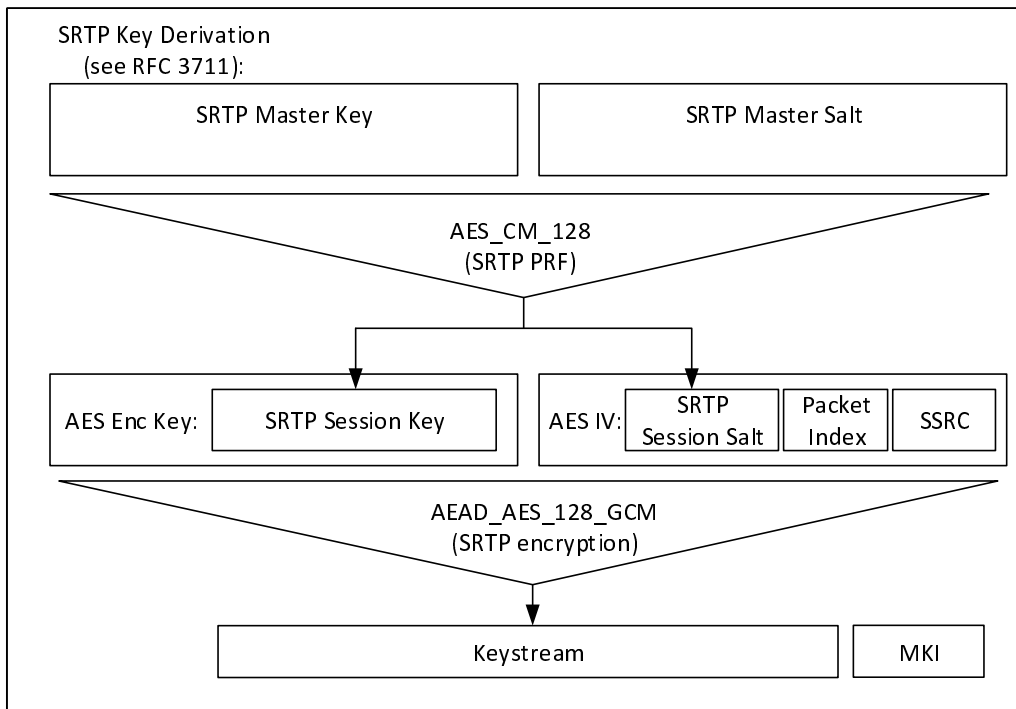 SRTP Key Derivation
(see RFC 3711):
SRTP Master Key
SRTP Master Salt
AES_CM_128
(SRTP PRF)
AES Enc Key:
SRTP Session Key
AES IV:
SRTP
Session Salt
Packet
Index
SSRC
AEAD_AES_128_GCM
(SRTP encryption)
Keystream
MKI